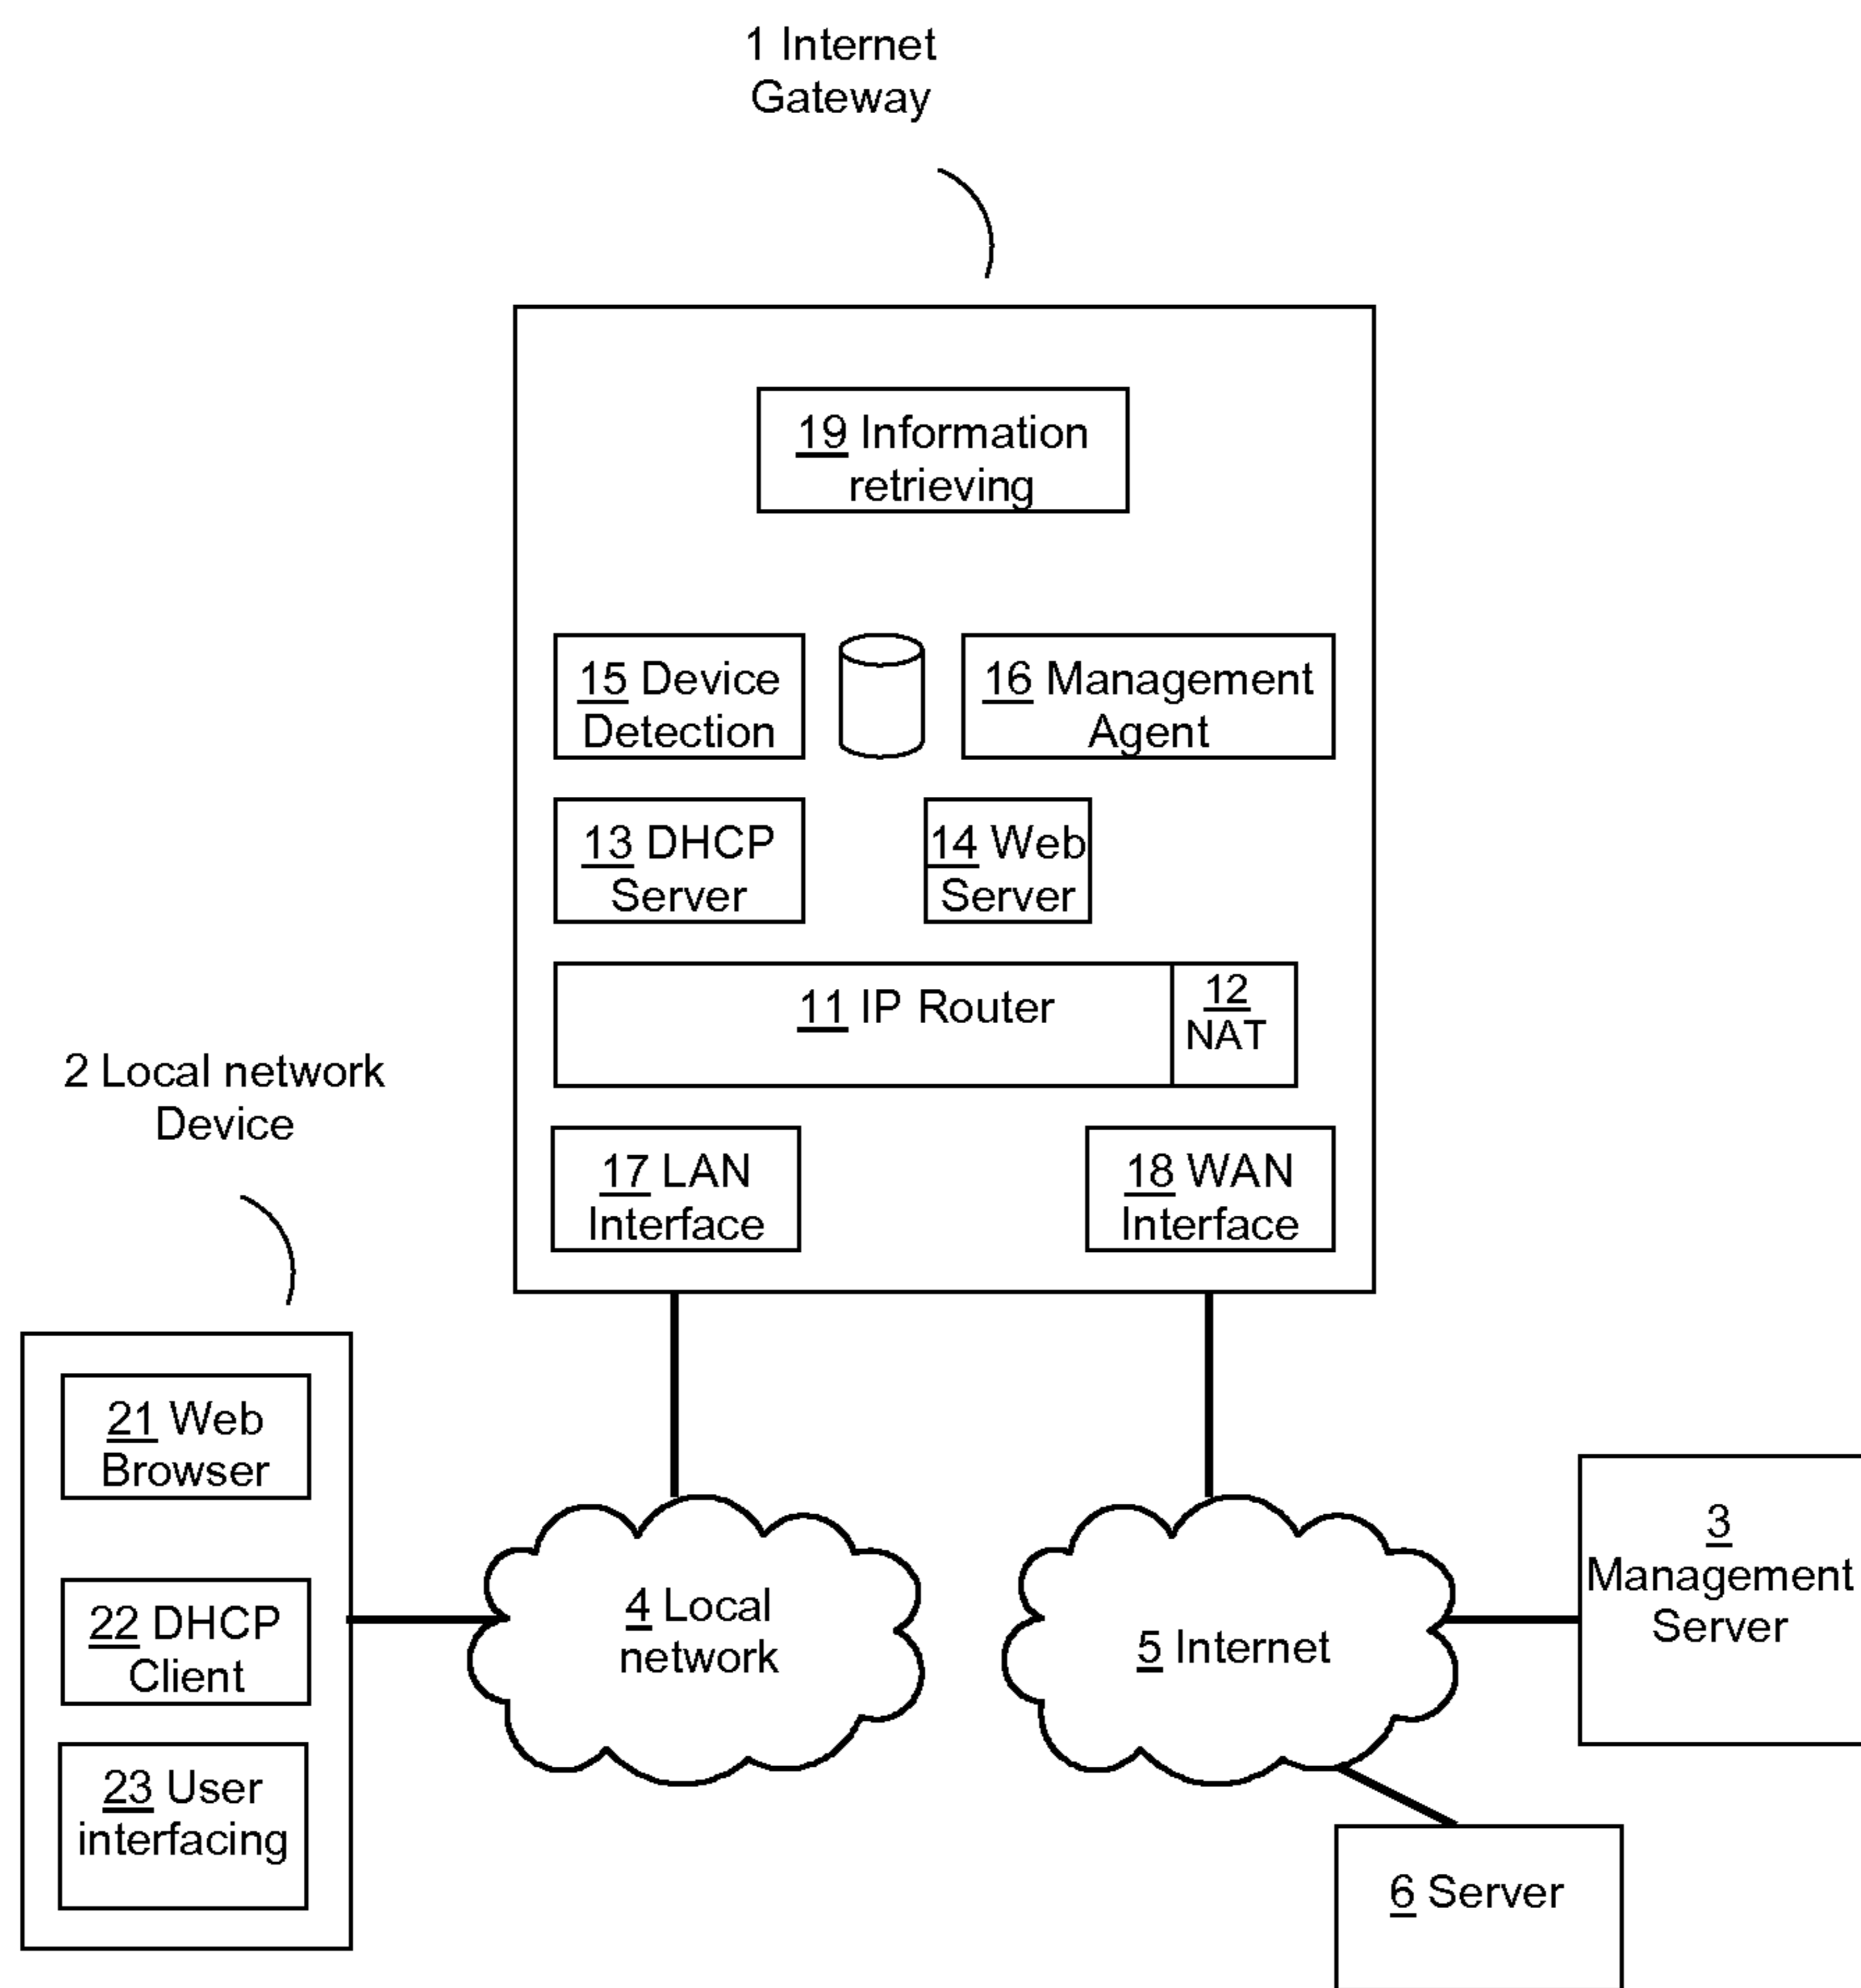 1 Internet
Gateway
19 Information
retrieving
15 Device
Detection
16 Management
Agent
13 DHCP
Server
14 Web
Server
11 IP Router
12
NAT
17 LAN
Interface
18 WAN
Interface
2 Local network
Device
21 Web
Browser
22 DHCP
Client
23 User
interfacing
4 Local
network
5 Internet
3
Management
Server
6 Server